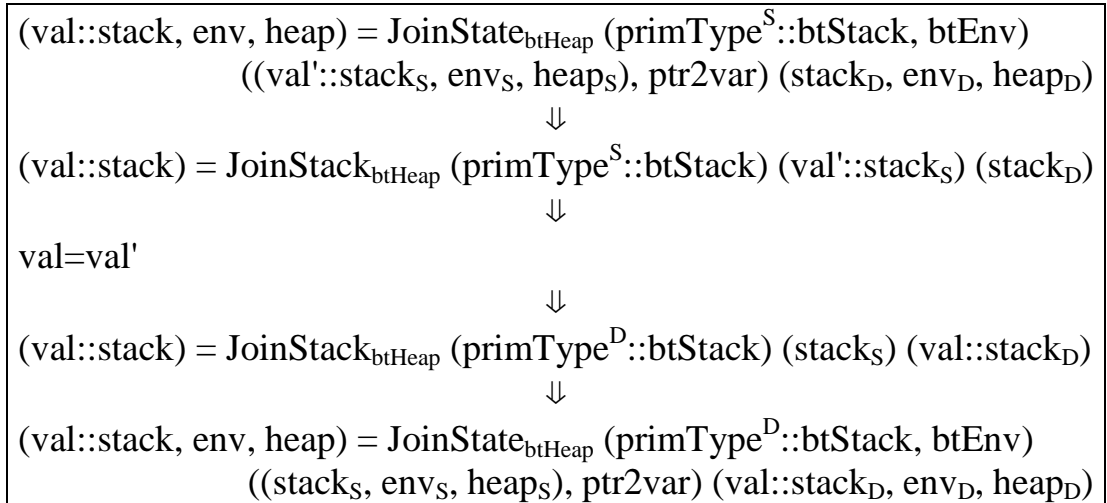 (val::stack, env, heap) = JoinState_btHeap (primType^S::btStack, btEnv)
((val'::stack_S, env_S, heap_S), ptr2var) (stack_D, env_D, heap_D)
⇓
(val::stack) = JoinStack_btHeap (primType^S::btStack) (val'::stack_S) (stack_D)
⇓
val=val'
⇓
(val::stack) = JoinStack_btHeap (primType^D::btStack) (stack_S) (val::stack_D)
⇓
(val::stack, env, heap) = JoinState_btHeap (primType^D::btStack, btEnv)
((stack_S, env_S, heap_S), ptr2var) (val::stack_D, env_D, heap_D)